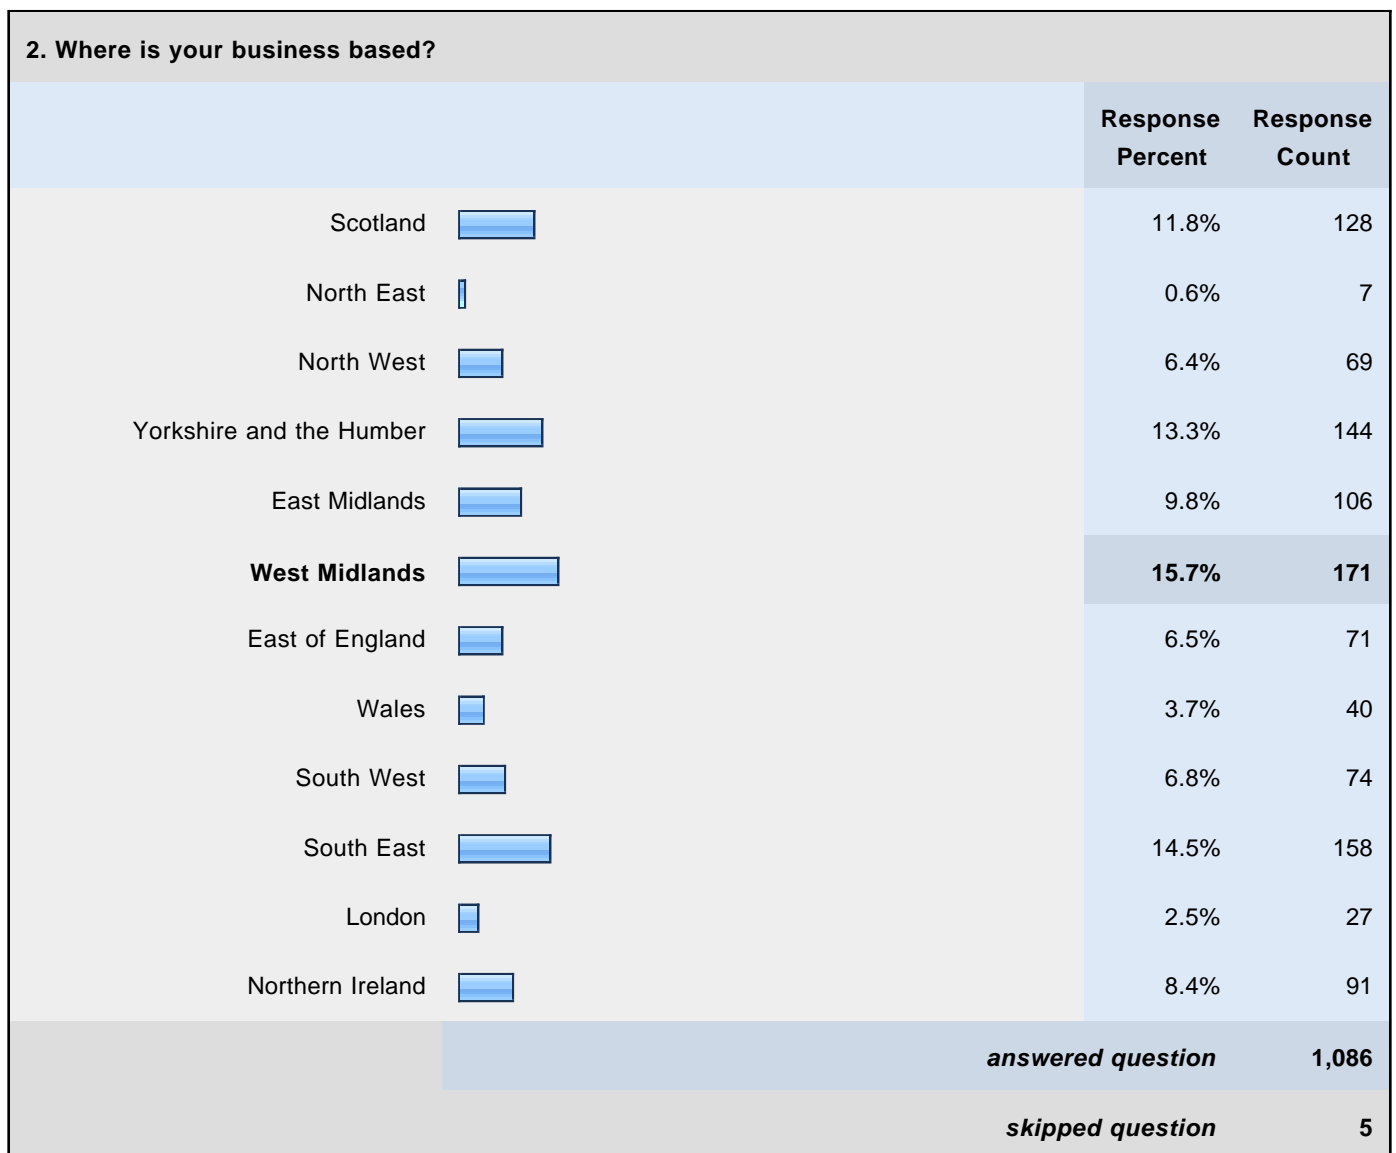 2. Where is your business based?
Response Response
Percent Count
Scotland 11.8% 128
North East 0.6% 7
North West 6.4% 69
Yorkshire and the Humber 13.3% 144
East Midlands 9.8% 106
West Midlands 15.7% 171
East of England 6.5% 71
Wales 3.7% 40
South West 6.8% 74
South East 14.5% 158
London 2.5% 27
Northern Ireland 8.4% 91
answered question 1,086
skipped question 5